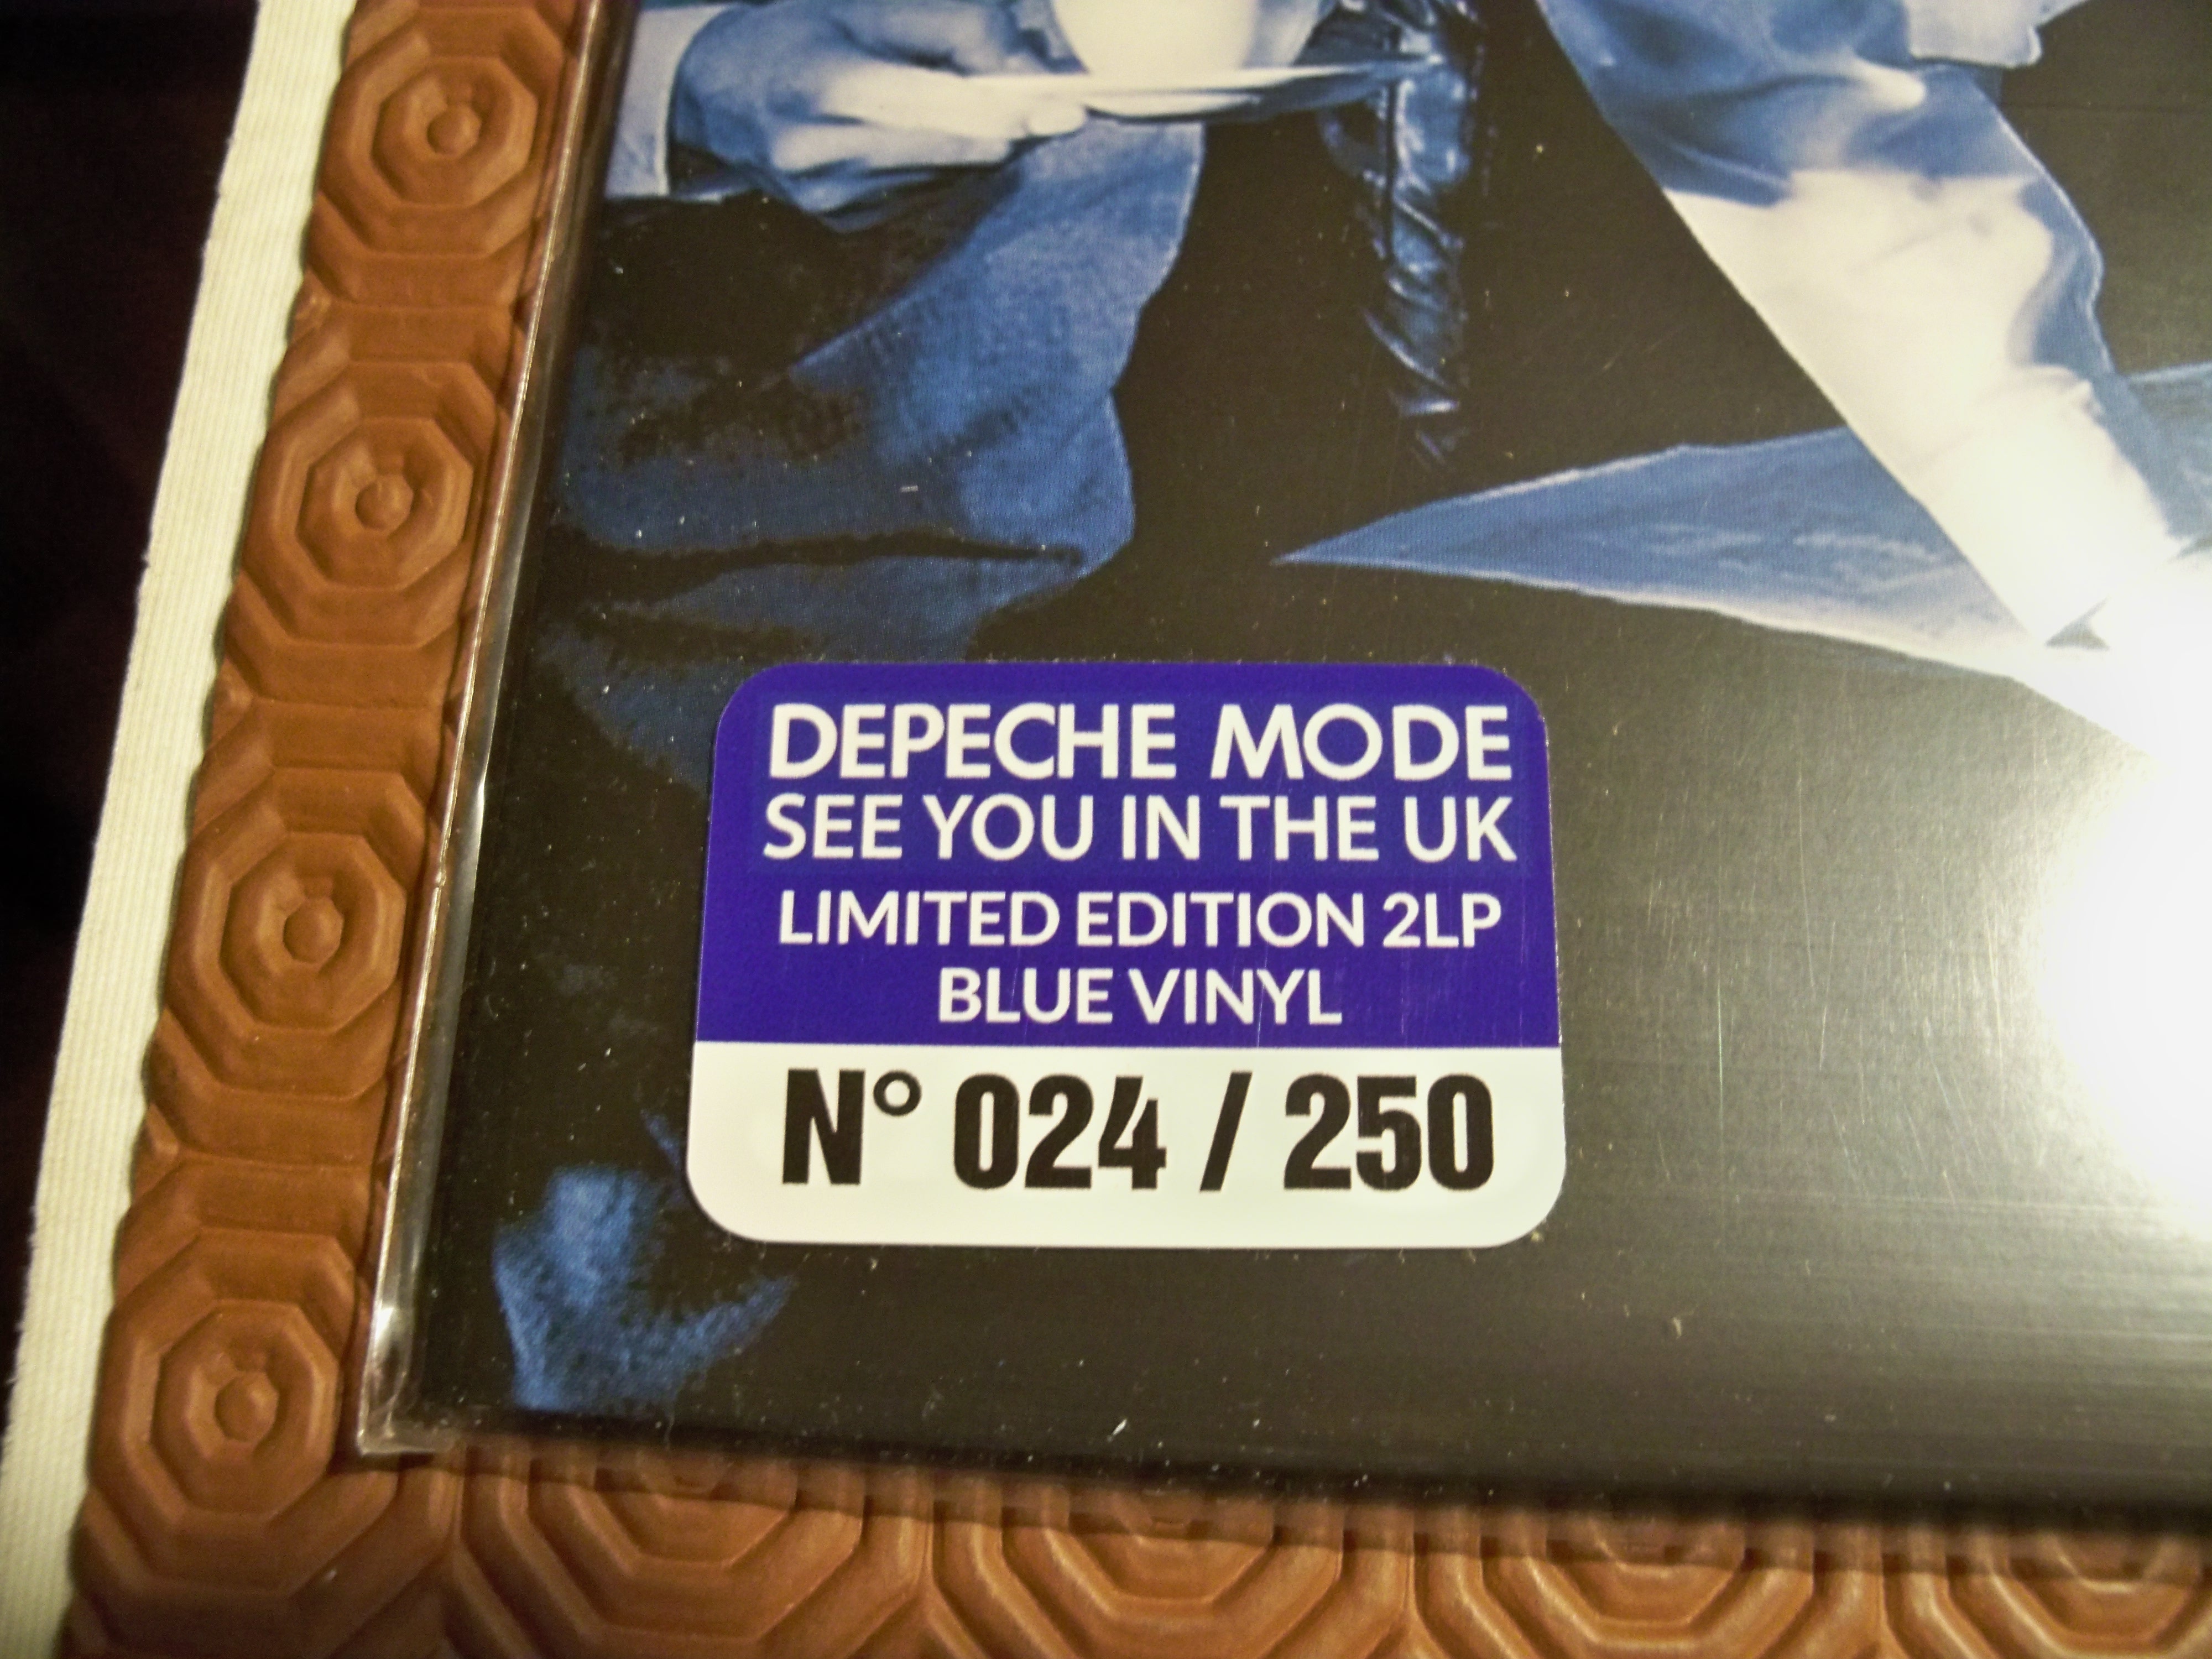 DEPECHE MODE
SEE YOU IN THE UK
LIMITED EDITION 2LP
BLUE VINYL
N° 024 / 250